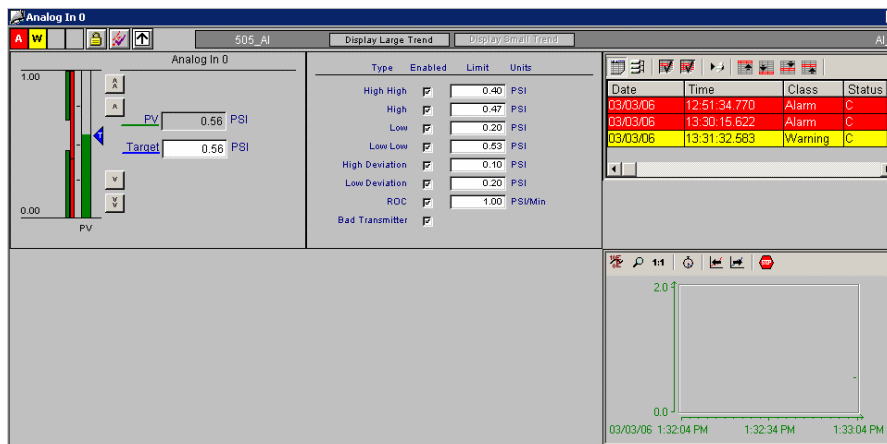 Analog In 0
A W 505_AI Display Large Trend Display Small Trend AI
Analog In 0
1.00
PV 0.56 PSI
Target 0.56 PSI
0.00
PV
Type Enabled Limit Units
High High 0.40 PSI
High 0.47 PSI
Low 0.20 PSI
Low Low 0.53 PSI
High Deviation 0.10 PSI
Low Deviation 0.20 PSI
ROC 1.00 PSI/Min
Bad Transmitter
Date Time Class Status
03/03/06 12:51:34.770 Alarm C
03/03/06 13:30:15.622 Alarm C
03/03/06 13:31:32.583 Warning C
1:1 STOP
2.0
0.0
03/03/06 1:32:04 PM 1:32:34 PM 1:33:04 PM